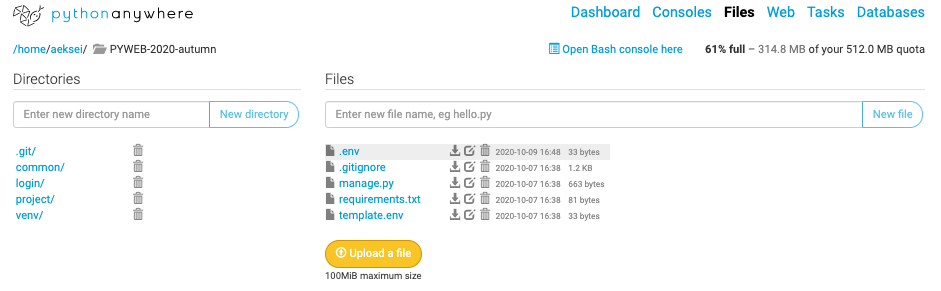 pythonanywhere
Dashboard Consoles Files Web Tasks Databases
/home/aeksei/ PYWEB-2020-autumn
Open Bash console here
61% full – 314.8 MB of your 512.0 MB quota
Directories
Enter new directory name New directory
.git/
common/
login/
project/
venv/
Files
Enter new file name, eg hello.py New file
.env 2020-10-09 16:48 33 bytes
.gitignore 2020-10-07 16:38 1.2 KB
manage.py 2020-10-07 16:38 663 bytes
requirements.txt 2020-10-07 16:38 81 bytes
template.env 2020-10-07 16:38 33 bytes
Upload a file
100MiB maximum size